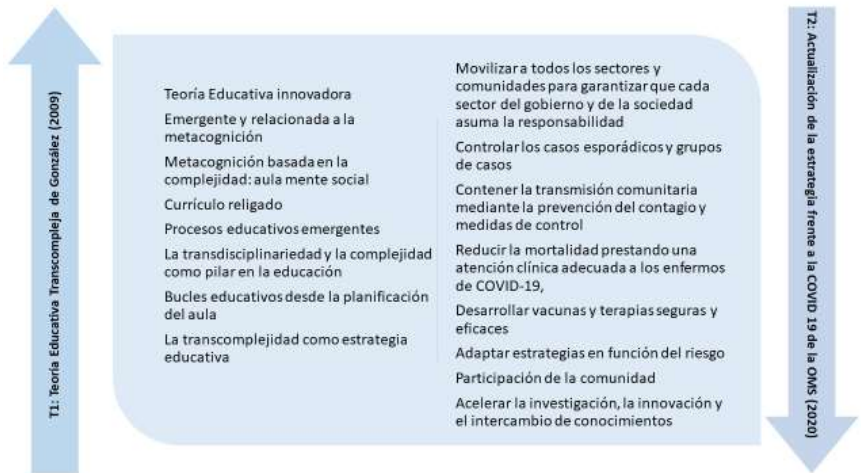 T1: Teoría Educativa Transcompleja de González (2009)
Teoría Educativa innovadora
Emergente y relacionada a la
metacognición
Metacognición basada en la
complejidad: aula mente social
Currículo religado
Procesos educativos emergentes
La transdisciplinariedad y la complejidad
como pilar en la educación
Bucles educativos desde la planificación
del aula
La transcomplejidad como estrategia
educativa
Movilizar a todos los sectores y
comunidades para garantizar que cada
sector del gobierno y de la sociedad
asuma la responsabilidad
Controlar los casos esporádicos y grupos
de casos
Contener la transmisión comunitaria
mediante la prevención del contagio y
medidas de control
Reducir la mortalidad prestando una
atención clínica adecuada a los enfermos
de COVID-19,
Desarrollar vacunas y terapias seguras y
eficaces
Adaptar estrategias en función del riesgo
Participación de la comunidad
Acelerar la investigación, la innovación y
el intercambio de conocimientos
T2: Actualización de la estrategia frente a la COVID 19 de la OMS (2020)